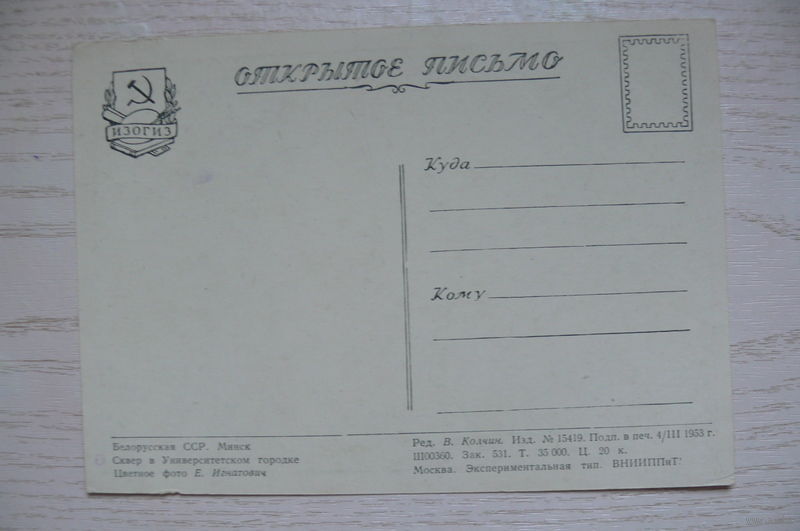 ОТКРЫТОЕ ПИСЬМО
ИЗОГИЗ
Куда
Кому
Белорусская ССР. Минск
Сквер в Университетском городке
Цветное фото Е. Игнатович
Ред. В. Колчин. Изд. № 15419. Подп. в печ. 4/III 1953 г.
Ш00360. Зак. 531. Т. 35 000. Ц. 20 к.
Москва. Экспериментальная тип. ВНИИППиТ